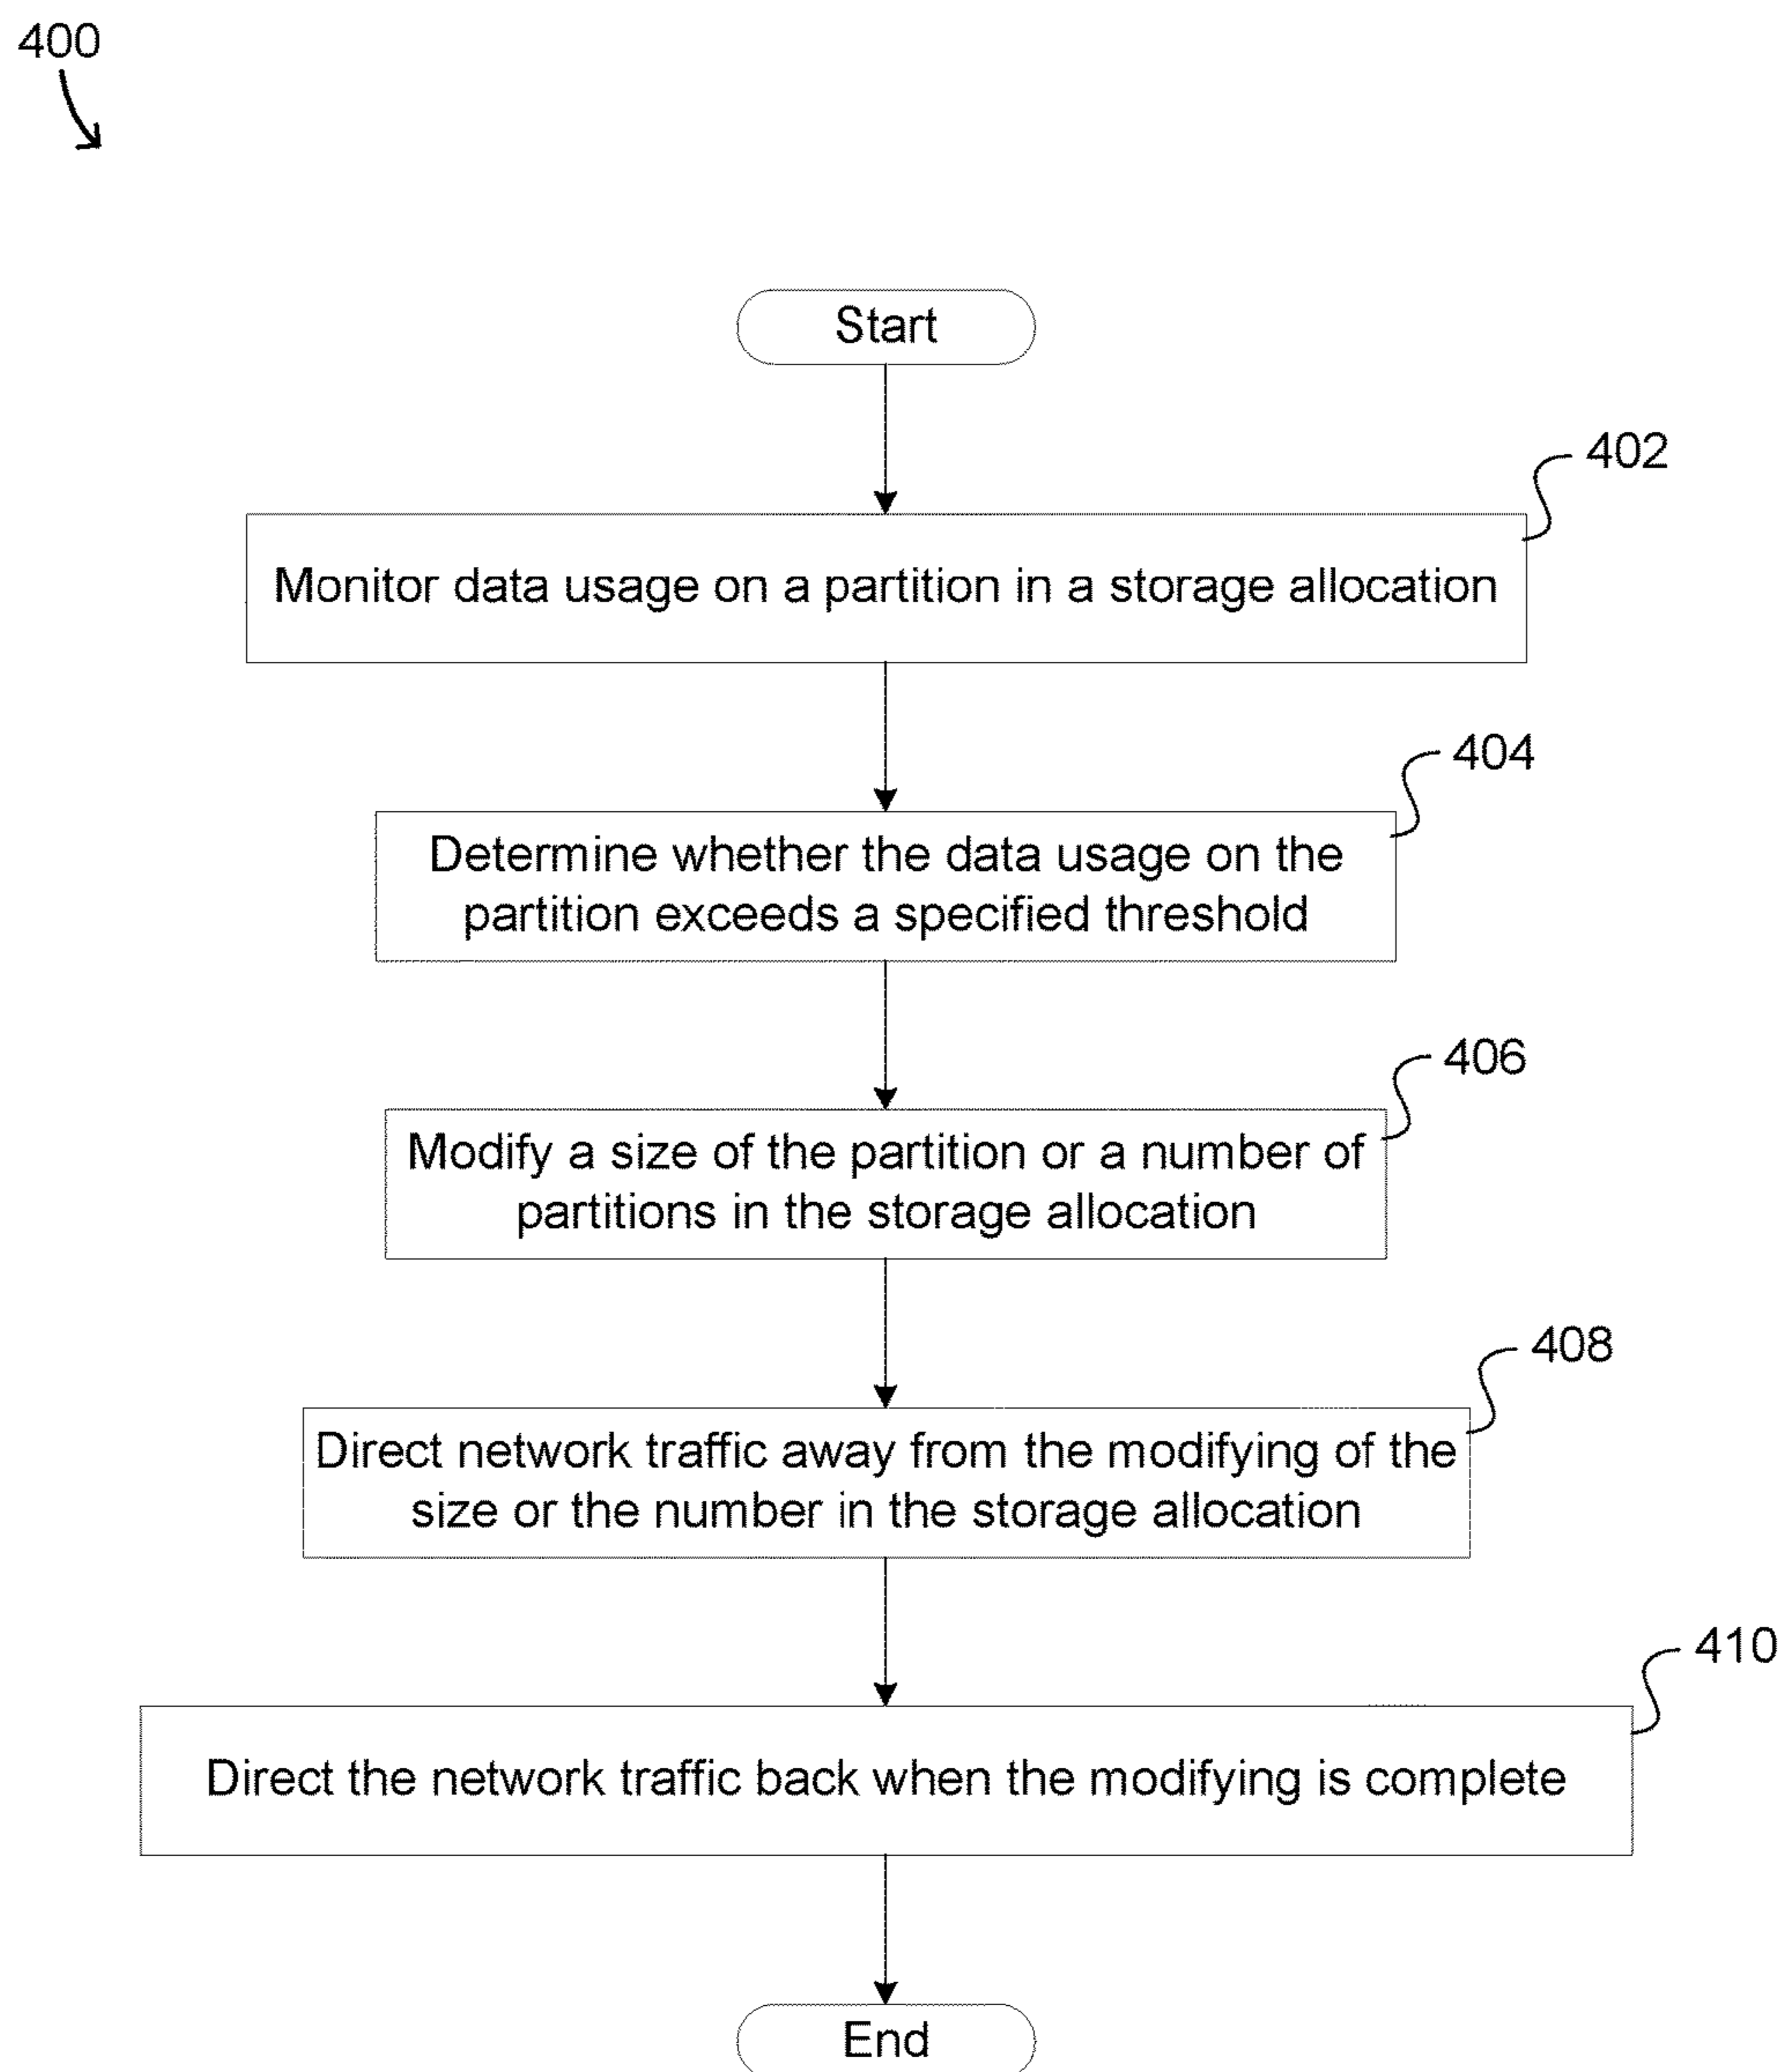 400
Start
402
Monitor data usage on a partition in a storage allocation
404
Determine whether the data usage on the
partition exceeds a specified threshold
406
Modify a size of the partition or a number of
partitions in the storage allocation
408
Direct network traffic away from the modifying of the
size or the number in the storage allocation
410
Direct the network traffic back when the modifying is complete
End